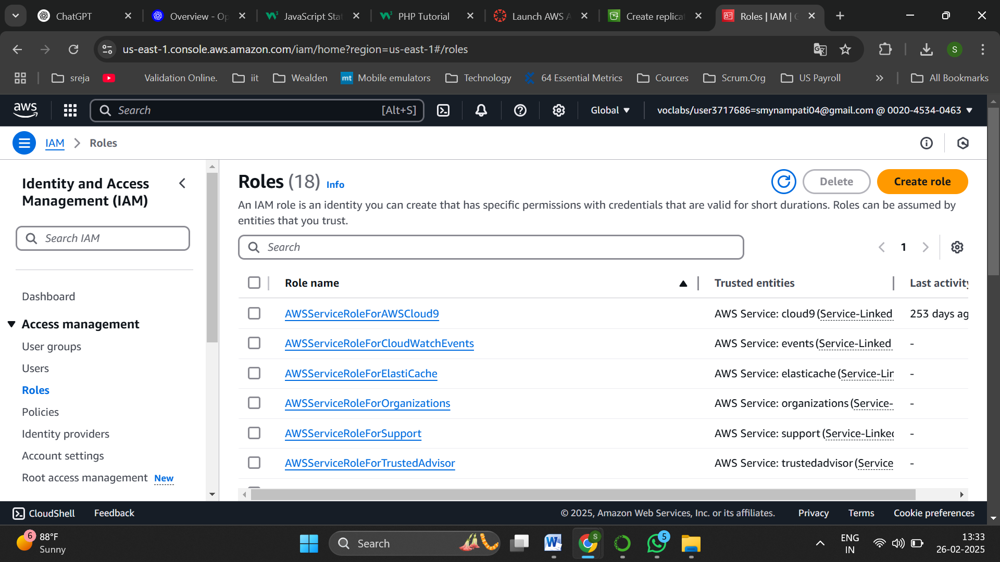 ChatGPT
Overview - Op
JavaScript Stat
PHP Tutorial
Launch AWS A
Create replicat
Roles | IAM | G
us-east-1.console.aws.amazon.com/iam/home?region=us-east-1#/roles
S
sreja
Validation Online.
iit
Wealden
mt Mobile emulators
Technology
64 Essential Metrics
Cources
Scrum.Org
US Payroll
All Bookmarks
aws
Search
[Alt+S]
Global
voclabs/user3717686=smynampati04@gmail.com @ 0020-4534-0463
IAM
Roles
Identity and Access
Management (IAM)
Search IAM
Dashboard
Access management
User groups
Users
Roles
Policies
Identity providers
Account settings
Root access management New
Roles (18) Info
Delete
Create role
An IAM role is an identity you can create that has specific permissions with credentials that are valid for short durations. Roles can be assumed by
entities that you trust.
Search
1
Role name Trusted entities Last activity
AWSServiceRoleForAWSCloud9 AWS Service: cloud9 (Service-Linked 253 days ag
AWSServiceRoleForCloudWatchEvents AWS Service: events (Service-Linked -
AWSServiceRoleForElastiCache AWS Service: elasticache (Service-Lin -
AWSServiceRoleForOrganizations AWS Service: organizations (Service- -
AWSServiceRoleForSupport AWS Service: support (Service-Linked -
AWSServiceRoleForTrustedAdvisor AWS Service: trustedadvisor (Service -
CloudShell
Feedback
© 2025, Amazon Web Services, Inc. or its affiliates.
Privacy
Terms
Cookie preferences
6
88°F
Sunny
Search
W
S
5
ENG
IN
13:33
26-02-2025